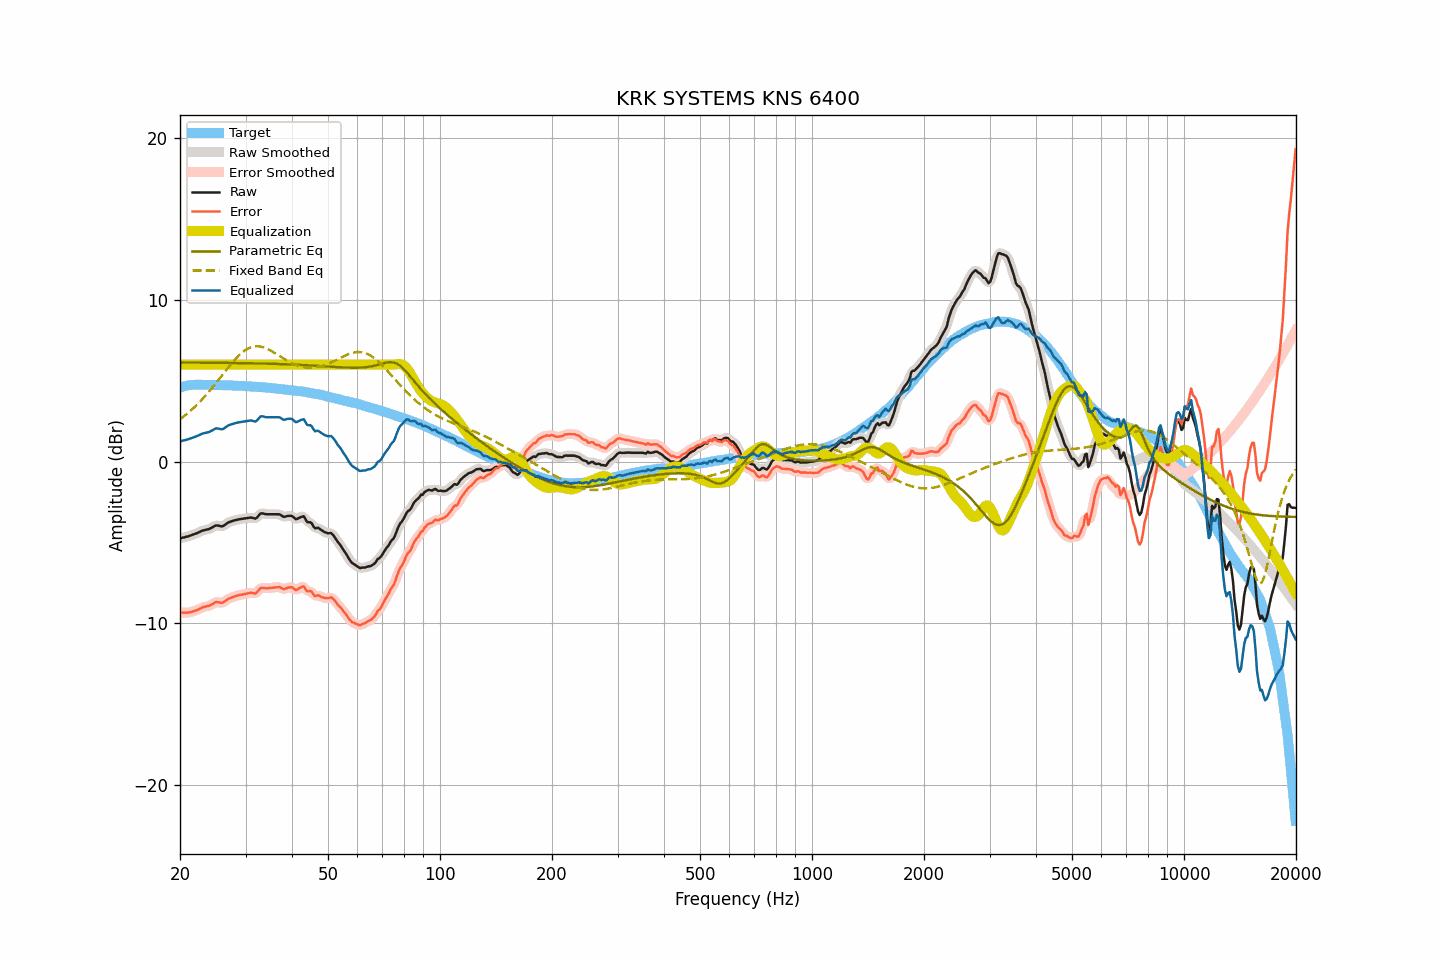 KRK SYSTEMS KNS 6400
Target
Raw Smoothed
Error Smoothed
Raw
Error
Equalization
Parametric Eq
Fixed Band Eq
Equalized
20
10
0
−10
−20
Amplitude (dBr)
20 50 100 200 500 1000 2000 5000 10000 20000
Frequency (Hz)